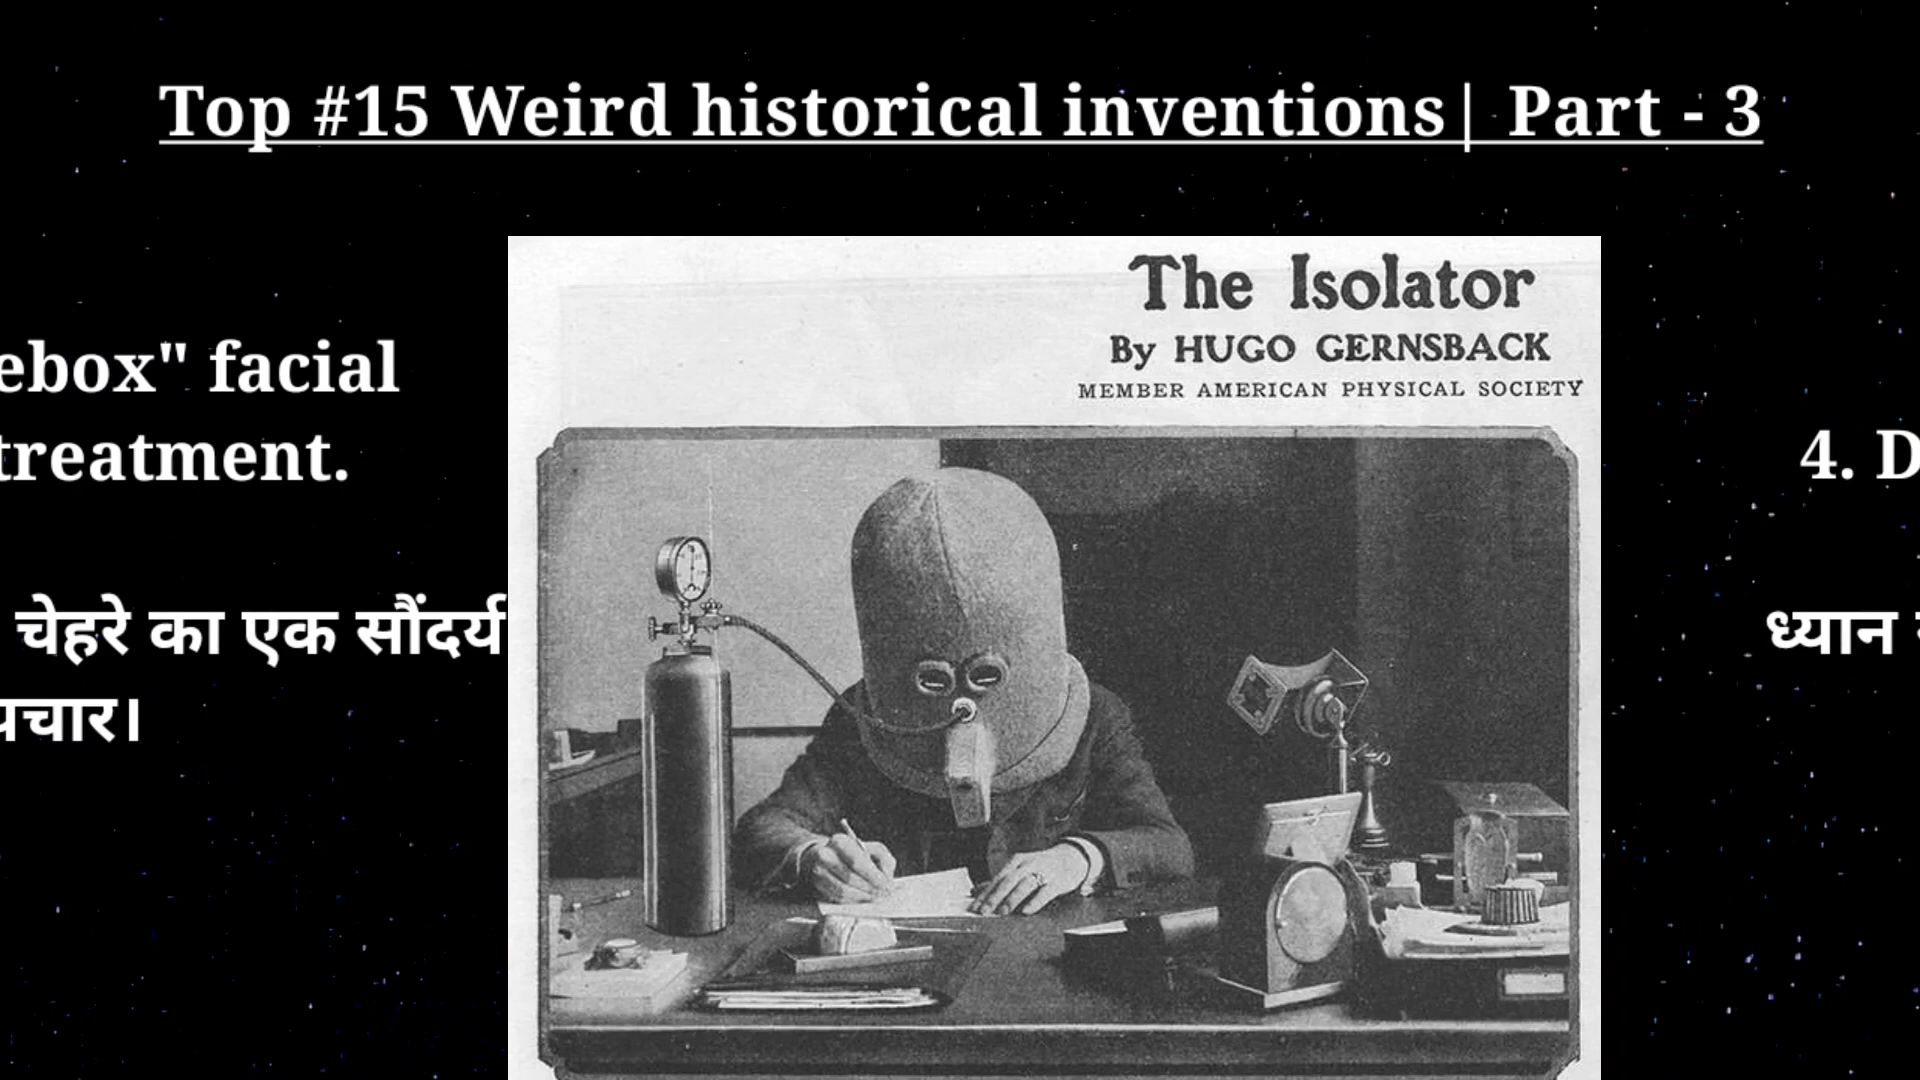 Top #15 Weird historical inventions| Part - 3
ebox" facial
treatment.
चेहरे का एक सौंदर्य
पचार।
The Isolator
By HUGO GERNSBACK
MEMBER AMERICAN PHYSICAL SOCIETY
4. D
ध्यान